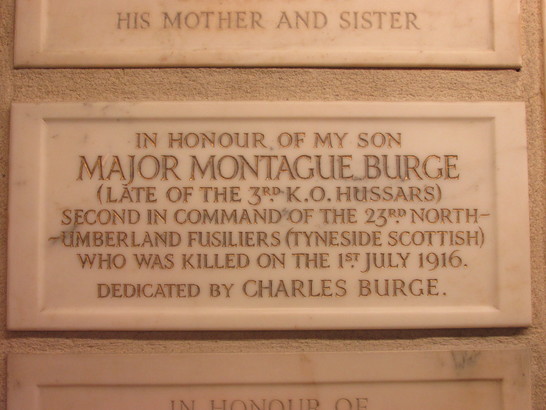 HIS MOTHER AND SISTER
IN HONOUR OF MY SON
MAJOR MONTAGUE BURGE
(LATE OF THE 3RD K.O. HUSSARS)
SECOND IN COMMAND OF THE 23RD NORTH-
-UMBERLAND FUSILIERS (TYNESIDE SCOTTISH)
WHO WAS KILLED ON THE 1ST JULY 1916.
DEDICATED BY CHARLES BURGE.
IN HONOUR OF